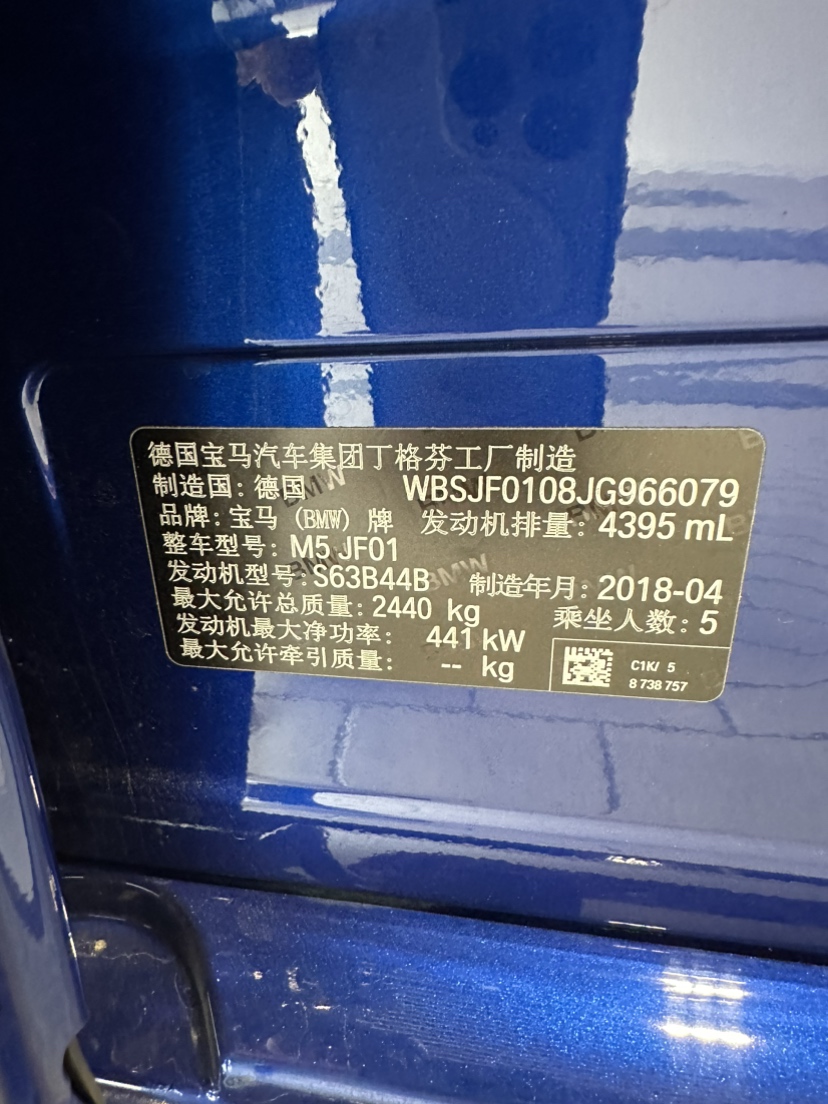 德国宝马汽车集团丁格芬工厂制造
制造国: 德国 WBSJF0108JG966079
品牌: 宝马 (BMW) 牌 发动机排量: 4395 mL
整车型号: M5 JF01
发动机型号: S63B44B 制造年月: 2018-04
最大允许总质量: 2440 kg 乘坐人数: 5
发动机最大净功率: 441 kW
最大允许牵引质量: -- kg
C1K/ 5
8 738 757